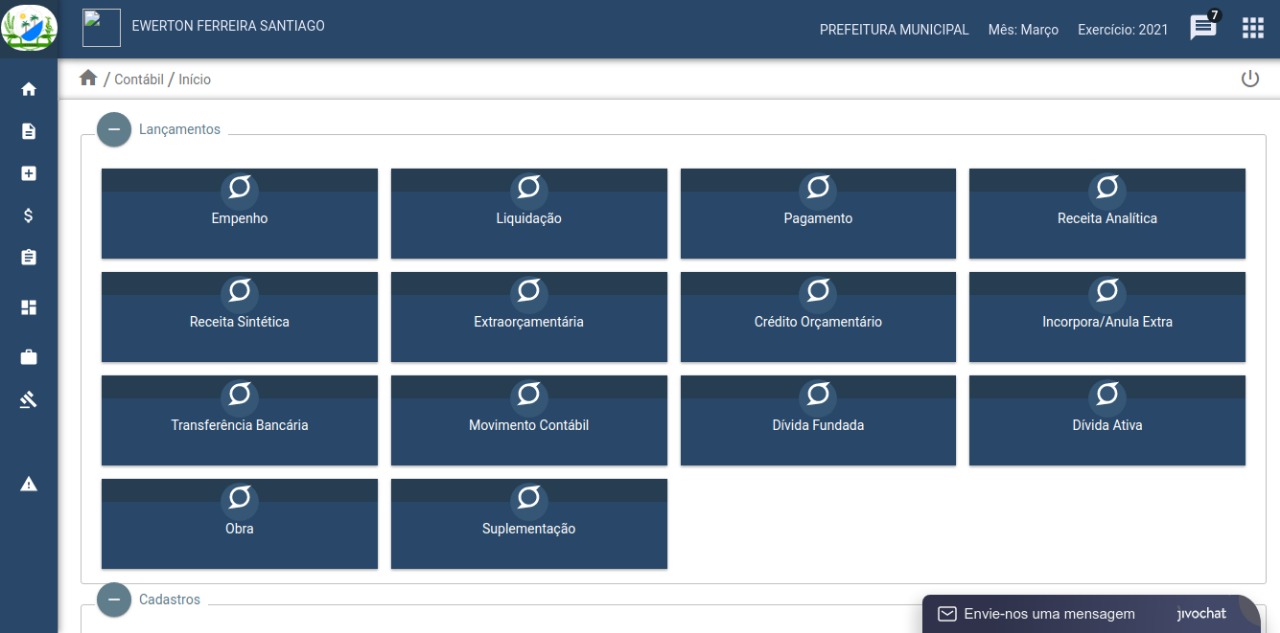 EWERTON FERREIRA SANTIAGO
PREFEITURA MUNICIPAL Mês: Março Exercício: 2021 7
/ Contábil / Início
Lançamentos
Empenho Liquidação Pagamento Receita Analítica
Receita Sintética Extraorçamentária Crédito Orçamentário Incorpora/Anula Extra
Transferência Bancária Movimento Contábil Dívida Fundada Dívida Ativa
Obra Suplementação
Cadastros
Envie-nos uma mensagem jivochat